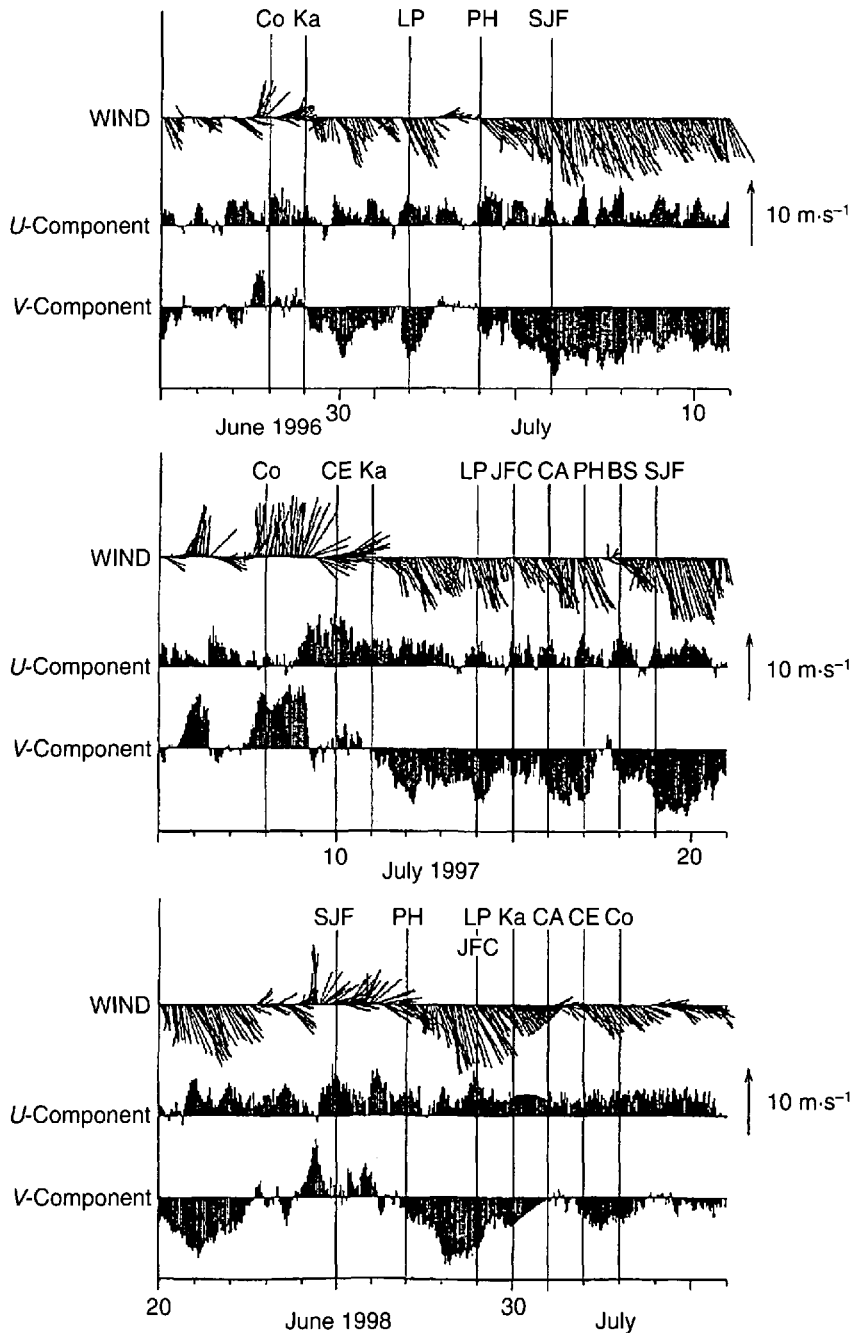 Co Ka LP PH SJF
WIND
U-Component
10 m·s⁻¹
V-Component
30 10
June 1996 July
Co CE Ka LP JFC CA PH BS SJF
WIND
U-Component
10 m·s⁻¹
V-Component
10 20
July 1997
SJF PH LP Ka CA CE Co
JFC
WIND
U-Component
10 m·s⁻¹
V-Component
20 30
June 1998 July